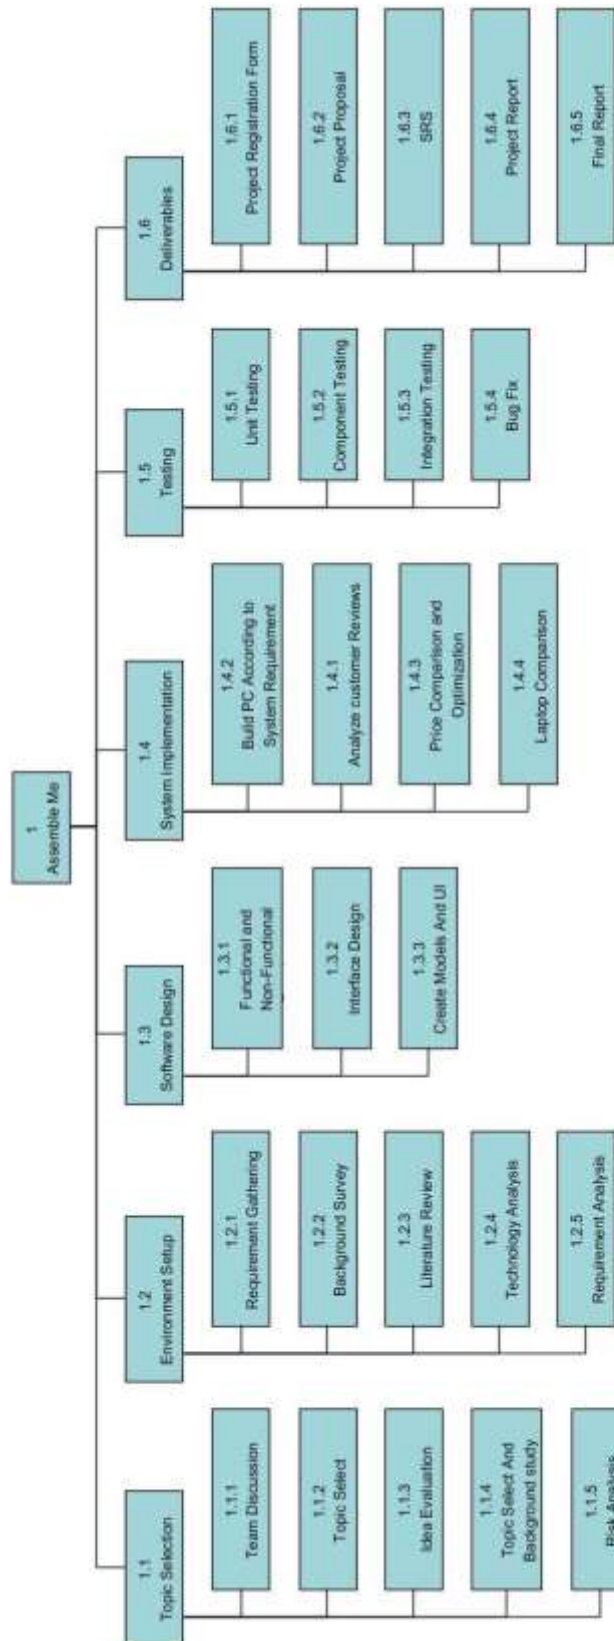 1
Assemble Me
1.1
Topic Selection
1.1.1
Team Discussion
1.1.2
Topic Select
1.1.3
Idea Evaluation
1.1.4
Topic Select And
Background study
1.1.5
Risk Analysis
1.2
Environment Setup
1.2.1
Requirement Gathering
1.2.2
Background Survey
1.2.3
Literature Review
1.2.4
Technology Analysis
1.2.5
Requirement Analysis
1.3
Software Design
1.3.1
Functional and
Non-Functional
1.3.2
Interface Design
1.3.3
Create Models And UI
1.4
System Implementation
1.4.2
Build PC According to
System Requirement
1.4.1
Analyze customer Reviews
1.4.3
Price Comparison and
Optimization
1.4.4
Laptop Comparison
1.5
Testing
1.5.1
Unit Testing
1.5.2
Component Testing
1.5.3
Integration Testing
1.5.4
Bug Fix
1.6
Deliverables
1.6.1
Project Registration Form
1.6.2
Project Proposal
1.6.3
SRS
1.6.4
Project Report
1.6.5
Final Report